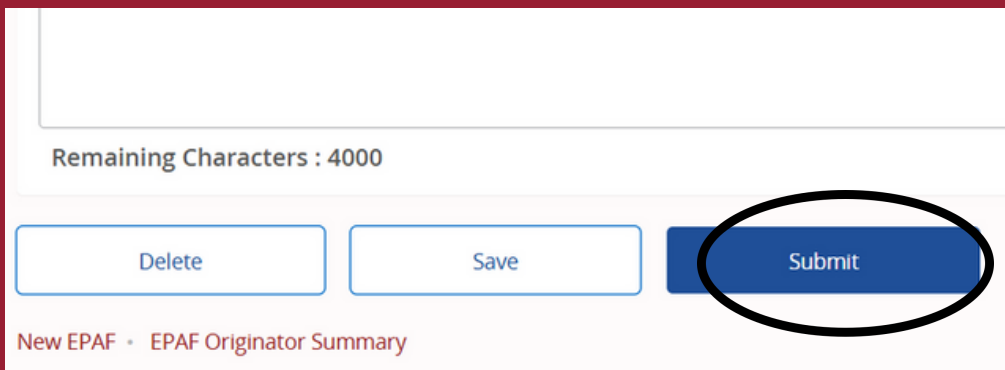 Remaining Characters : 4000
Delete Save Submit
New EPAF • EPAF Originator Summary